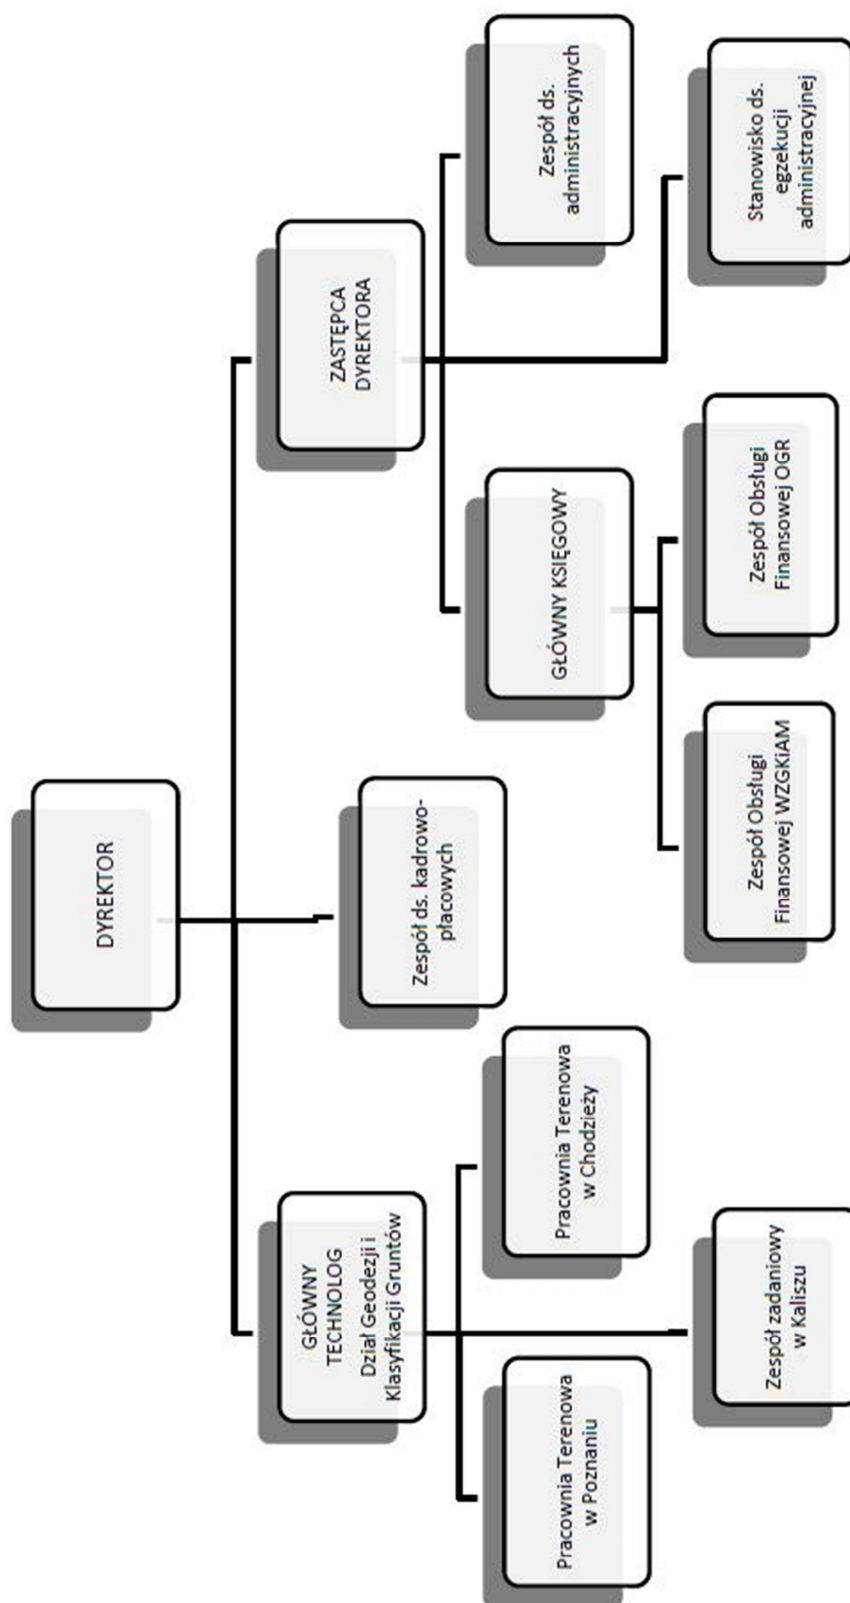 DYREKTOR
GŁÓWNY
TECHNOLOG
Dział Geodezji i
Klasyfikacji Gruntów
Zespół ds. kadrowo-
płacowych
ZASTĘPCA
DYREKTORA
Pracownia Terenowa
w Poznaniu
Pracownia Terenowa
w Chodzieży
GŁÓWNY KSIĘGOWY
Zespół ds.
administracyjnych
Zespół zadaniowy
w Kaliszu
Zespół Obsługi
Finansowej WZGKiAM
Zespół Obsługi
Finansowej OGR
Stanowisko ds.
egzekucji
administracyjnej